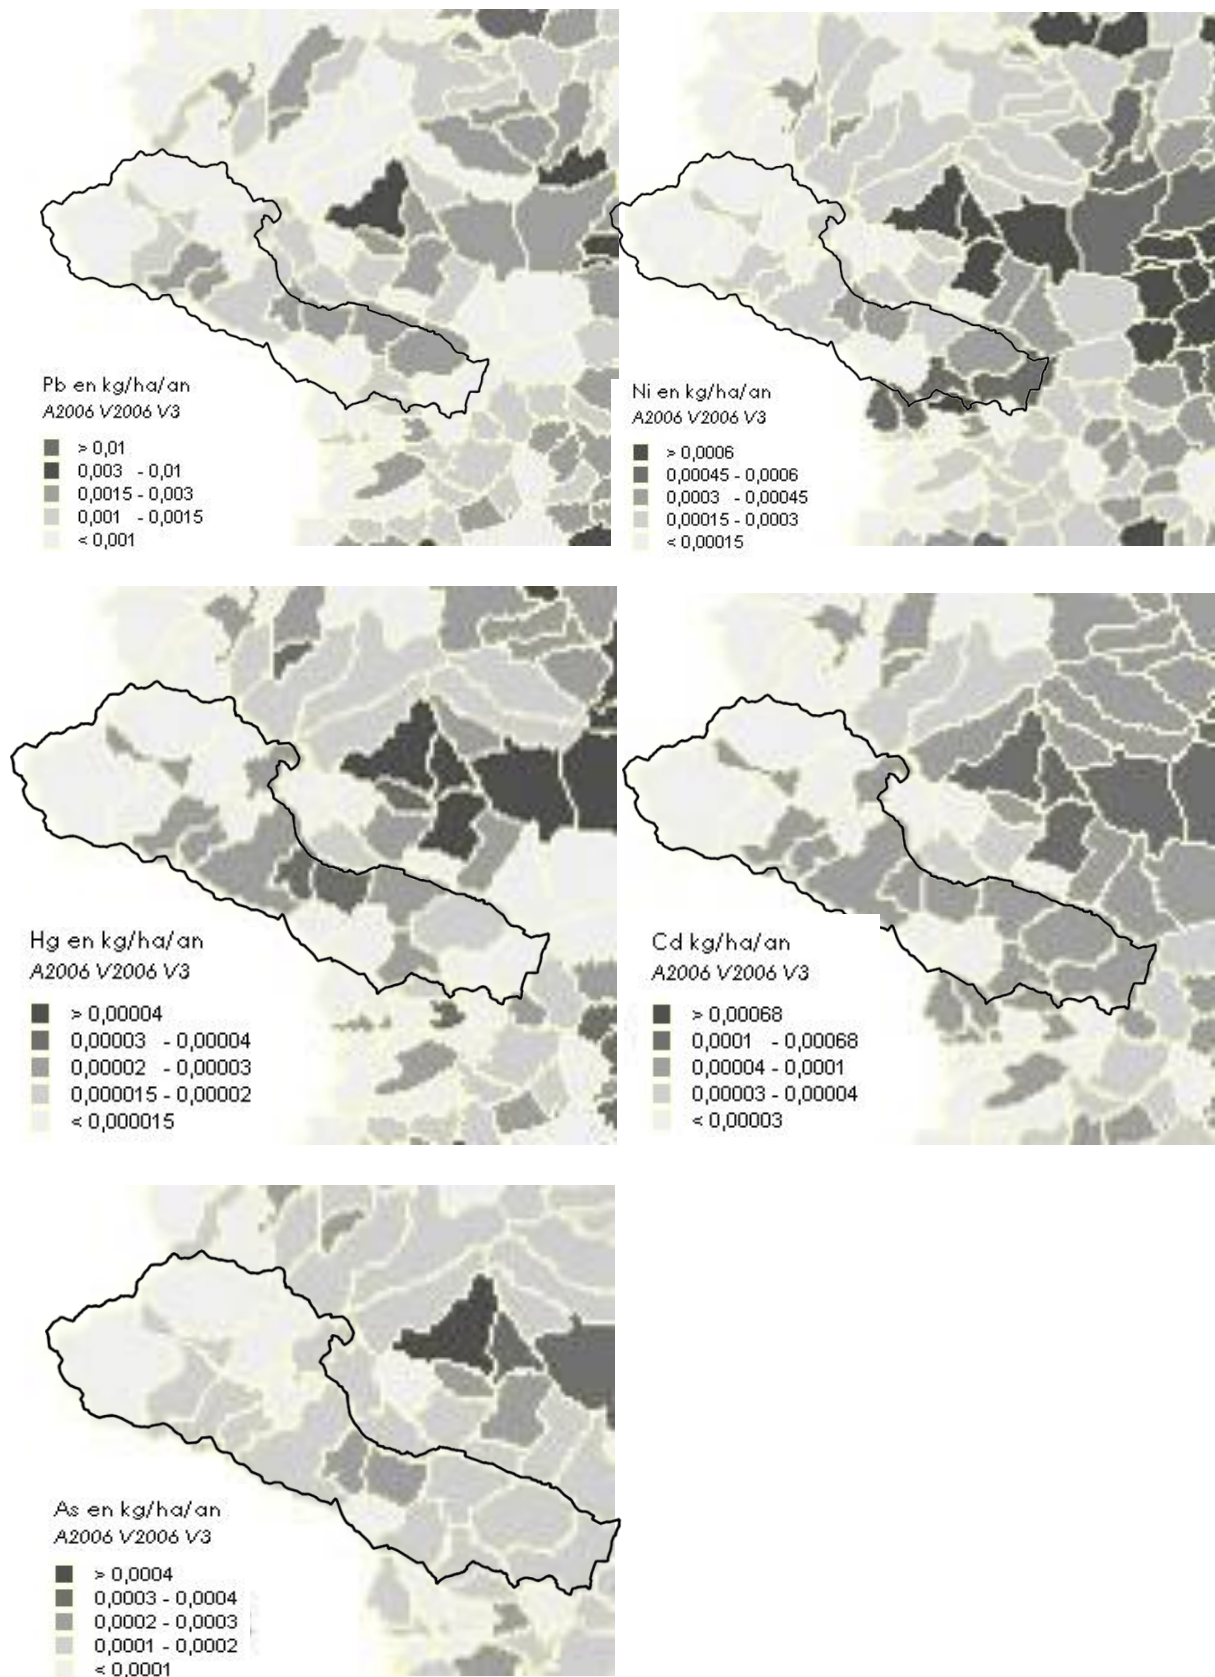 Pb en kg/ha/an
A2006 V2006 V3
> 0,01
0,003 - 0,01
0,0015 - 0,003
0,001 - 0,0015
< 0,001
Ni en kg/ha/an
A2006 V2006 V3
> 0,0006
0,00045 - 0,0006
0,0003 - 0,00045
0,00015 - 0,0003
< 0,00015
Hg en kg/ha/an
A2006 V2006 V3
> 0,00004
0,00003 - 0,00004
0,00002 - 0,00003
0,000015 - 0,00002
< 0,000015
Cd kg/ha/an
A2006 V2006 V3
> 0,00068
0,0001 - 0,00068
0,00004 - 0,0001
0,00003 - 0,00004
< 0,00003
As en kg/ha/an
A2006 V2006 V3
> 0,0004
0,0003 - 0,0004
0,0002 - 0,0003
0,0001 - 0,0002
< 0,0001